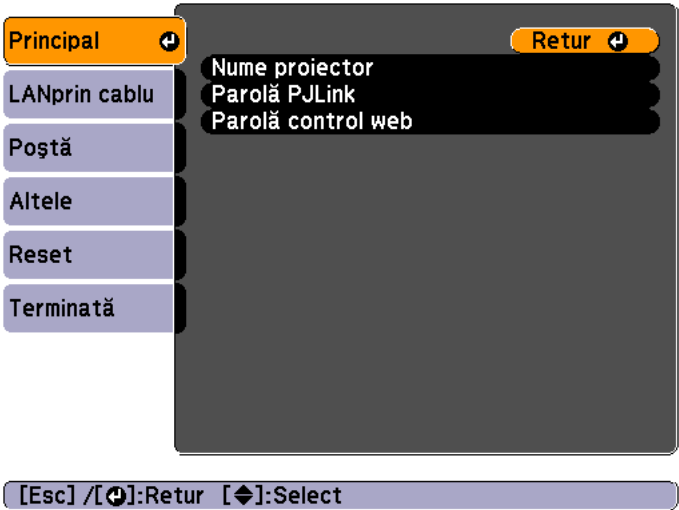 Principal
LANprin cablu
Poştă
Altele
Reset
Terminată
Retur
Nume proiector
Parolă PJLink
Parolă control web
[Esc] /[⏎]:Retur [◆]:Select